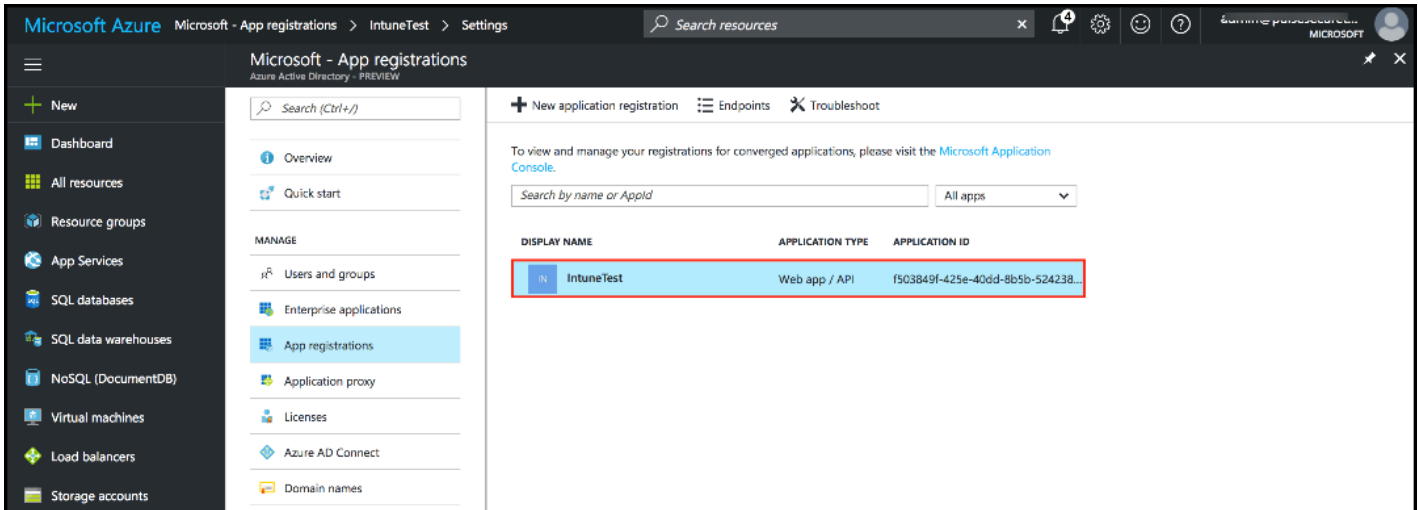 Microsoft Azure Microsoft - App registrations > IntuneTest > Settings
Search resources
4
MICROSOFT
Microsoft - App registrations
Azure Active Directory - PREVIEW
New
Dashboard
All resources
Resource groups
App Services
SQL databases
SQL data warehouses
NoSQL (DocumentDB)
Virtual machines
Load balancers
Storage accounts
Search (Ctrl+/)
Overview
Quick start
MANAGE
Users and groups
Enterprise applications
App registrations
Application proxy
Licenses
Azure AD Connect
Domain names
New application registration Endpoints Troubleshoot
To view and manage your registrations for converged applications, please visit the Microsoft Application
Console.
Search by name or AppId All apps
DISPLAY NAME APPLICATION TYPE APPLICATION ID
IN IntuneTest Web app / API f503849f-425e-40dd-8b5b-524238...